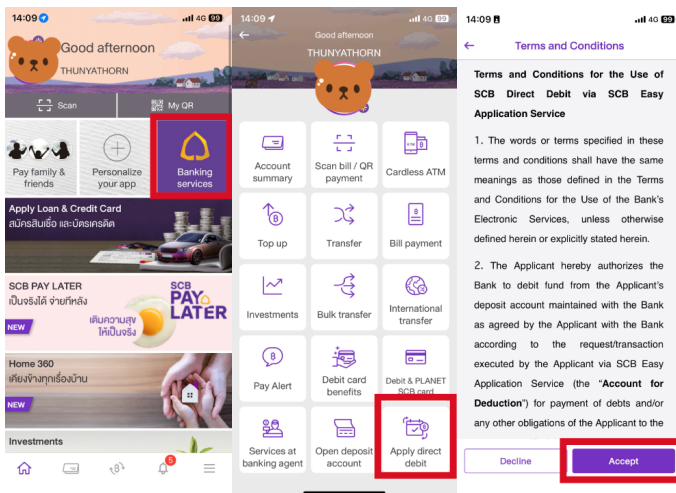 14:09
4G 99
Good afternoon
THUNYATHORN
Scan
My QR
Pay family &
friends
Personalize
your app
Banking
services
Apply Loan & Credit Card
สมัครสินเชื่อ และบัตรเครดิต
SCB PAY LATER
เป็นจริงได้ จ่ายทีหลัง
NEW
เติมความสุข
ให้เป็นจริง
SCB
PAY
LATER
Home 360
เคียงข้างทุกเรื่องบ้าน
NEW
Investments
5
14:09
4G 99
Good afternoon
THUNYATHORN
Account
summary
Scan bill / QR
payment
Cardless ATM
Top up
Transfer
Bill payment
Investments
Bulk transfer
International
transfer
Pay Alert
Debit card
benefits
Debit & PLANET
SCB card
Services at
banking agent
Open deposit
account
Apply direct
debit
14:09
4G 99
Terms and Conditions
Terms and Conditions for the Use of
SCB Direct Debit via SCB Easy
Application Service
1. The words or terms specified in these
terms and conditions shall have the same
meanings as those defined in the Terms
and Conditions for the Use of the Bank's
Electronic Services, unless otherwise
defined herein or explicitly stated herein.
2. The Applicant hereby authorizes the
Bank to debit fund from the Applicant's
deposit account maintained with the Bank
as agreed by the Applicant with the Bank
according to the request/transaction
executed by the Applicant via SCB Easy
Application Service (the “Account for
Deduction”) for payment of debts and/or
any other obligations of the Applicant to the
Decline
Accept